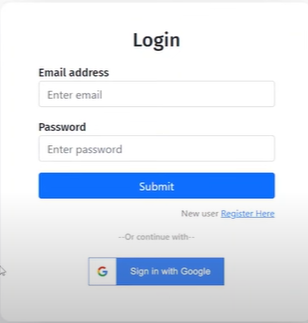 Login
Email address
Enter email
Password
Enter password
Submit
New user Register Here
--Or continue with--
G Sign in with Google